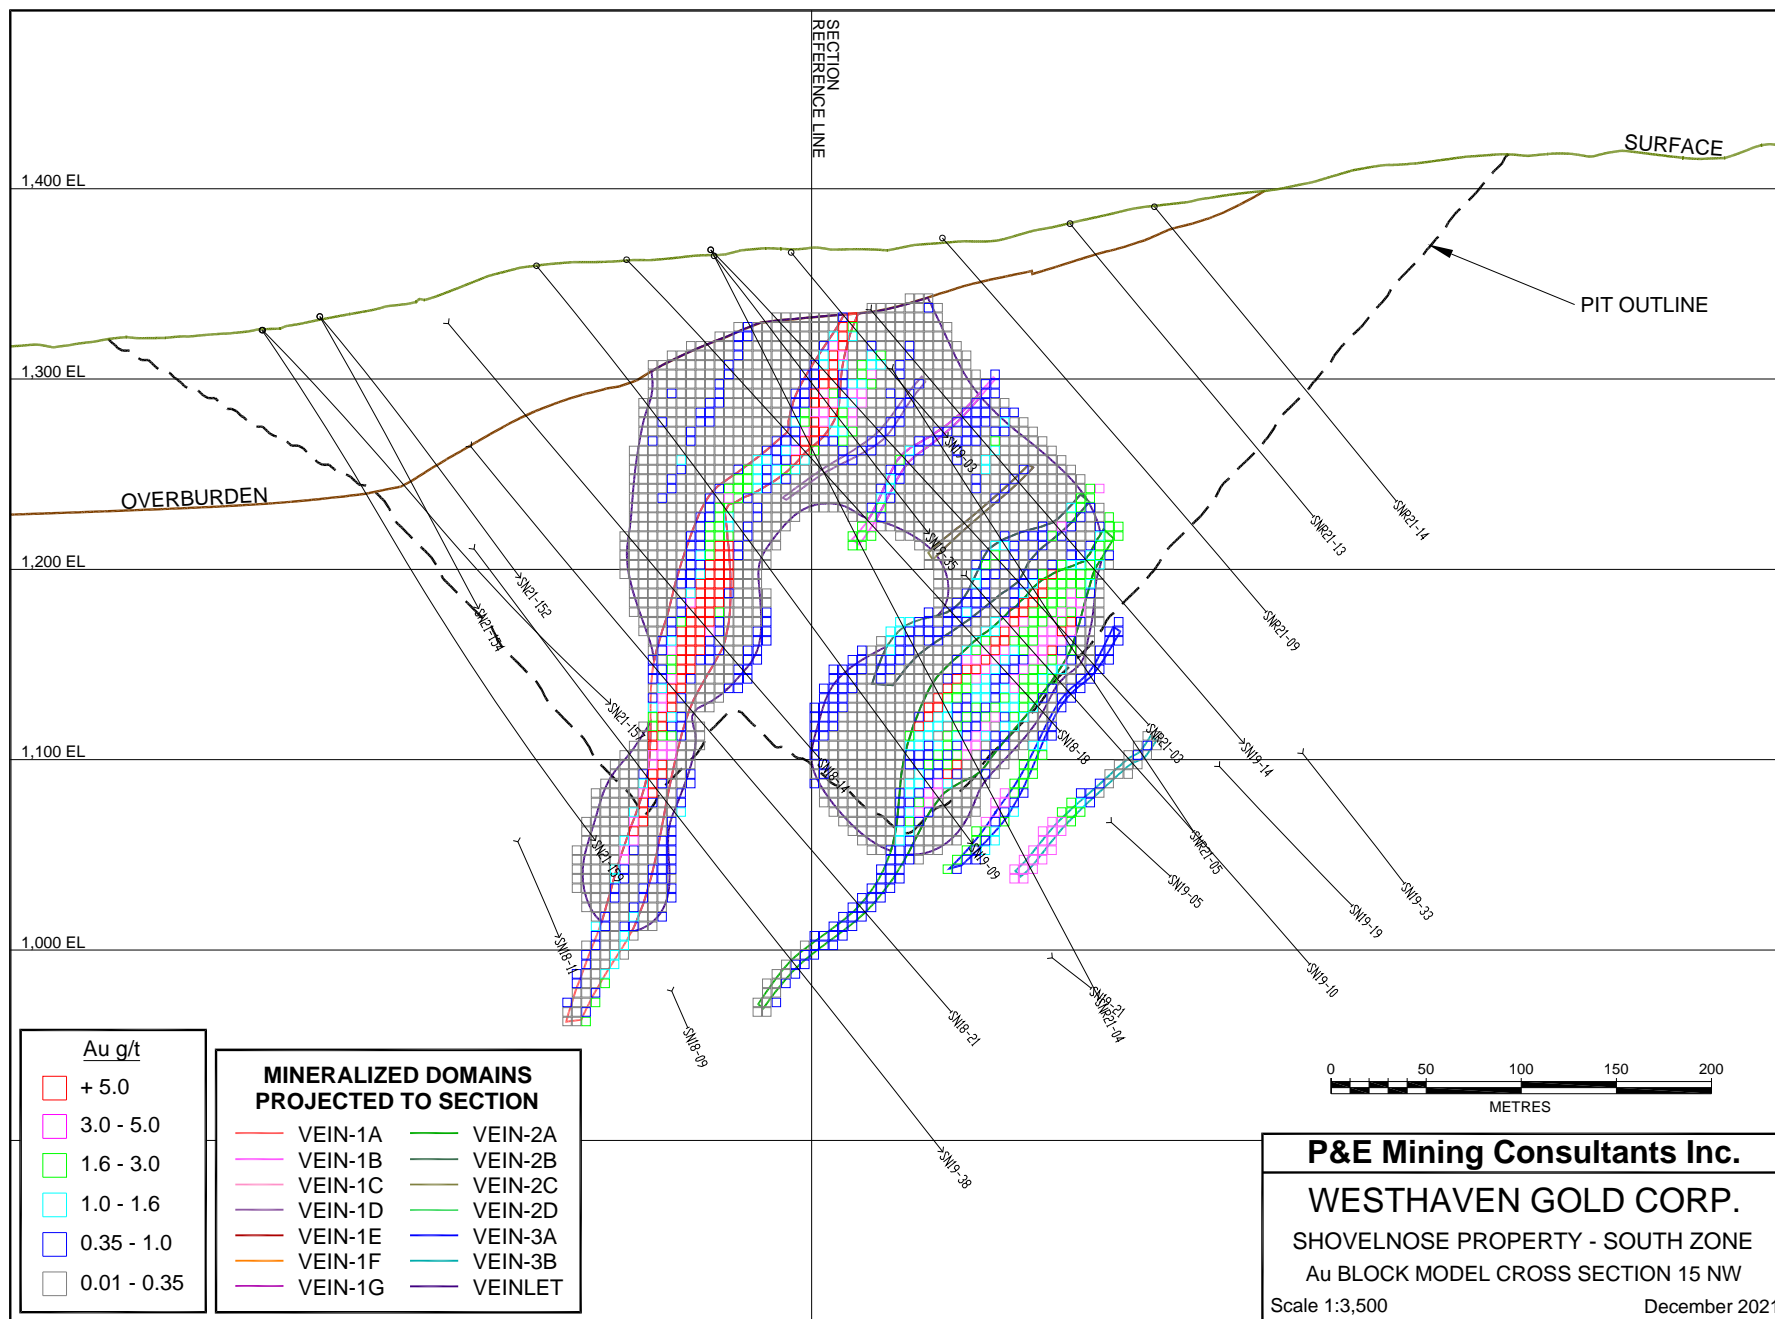 SECTION
REFERENCE LINE
SURFACE
1,400 EL
PIT OUTLINE
1,300 EL
OVERBURDEN
1,200 EL
1,100 EL
1,000 EL
SN19-03
SNR21-14
SNR21-13
SN19-35
SN21-152
SN21-154
SNR21-09
SN21-157
SN18-18
SNR21-03
SN19-14
SN18-14
SN21-159
SN19-09
SNR21-05
SN19-05
SN19-33
SN19-19
SN18-11
SN19-10
SN19-21
SNR21-04
SN18-21
SN18-09
SN19-38
Au g/t
+ 5.0
3.0 - 5.0
1.6 - 3.0
1.0 - 1.6
0.35 - 1.0
0.01 - 0.35
MINERALIZED DOMAINS
PROJECTED TO SECTION
VEIN-1A
VEIN-1B
VEIN-1C
VEIN-1D
VEIN-1E
VEIN-1F
VEIN-1G
VEIN-2A
VEIN-2B
VEIN-2C
VEIN-2D
VEIN-3A
VEIN-3B
VEINLET
0 50 100 150 200
METRES
P&E Mining Consultants Inc.
WESTHAVEN GOLD CORP.
SHOVELNOSE PROPERTY - SOUTH ZONE
Au BLOCK MODEL CROSS SECTION 15 NW
Scale 1:3,500 December 2021